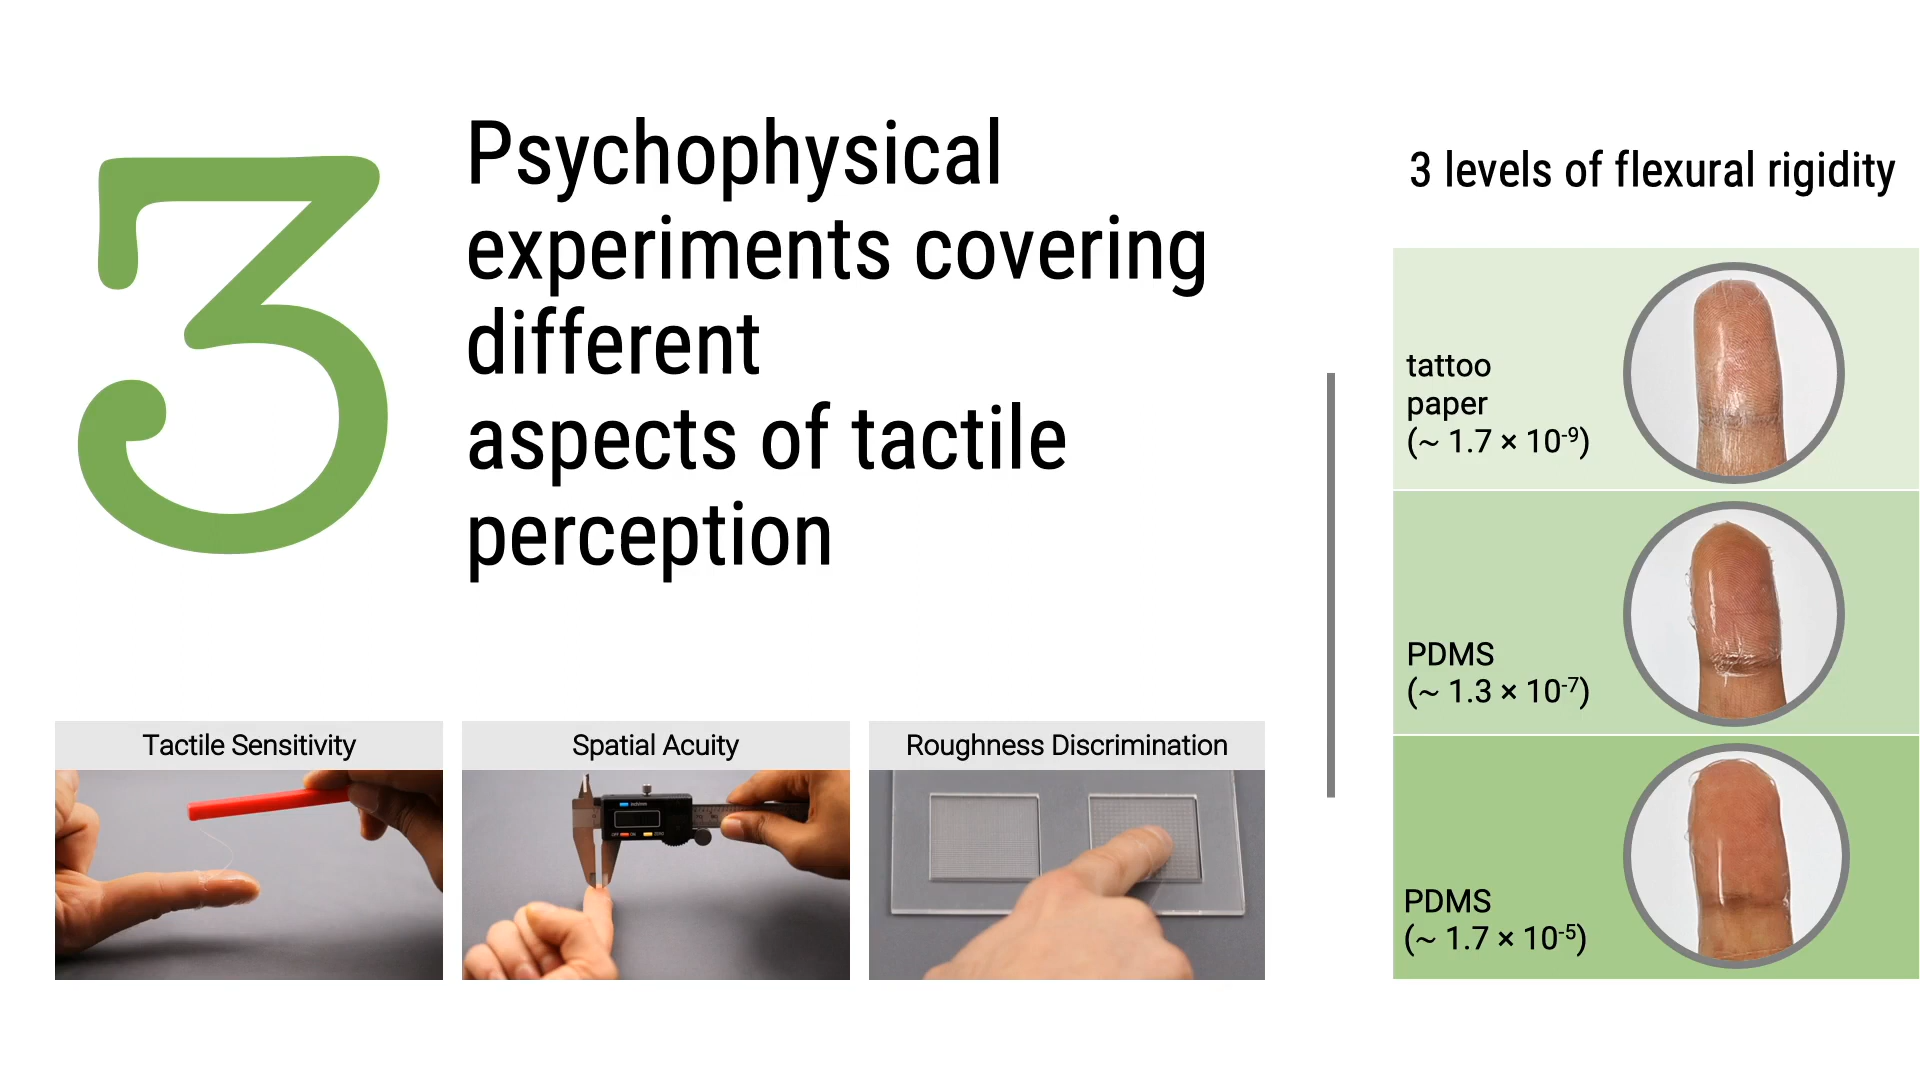 3
Psychophysical
experiments covering
different
aspects of tactile
perception
3 levels of flexural rigidity
tattoo
paper
(~ 1.7 × 10⁻⁹)
PDMS
(~ 1.3 × 10⁻⁷)
PDMS
(~ 1.7 × 10⁻⁵)
Tactile Sensitivity
Spatial Acuity
Roughness Discrimination